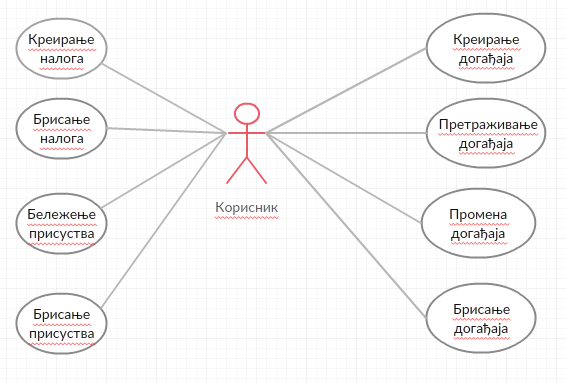 Креирање
налога
Брисање
налога
Бележење
присуства
Брисање
присуства
Корисник
Креирање
догађаја
Претраживање
догађаја
Промена
догађаја
Брисање
догађаја